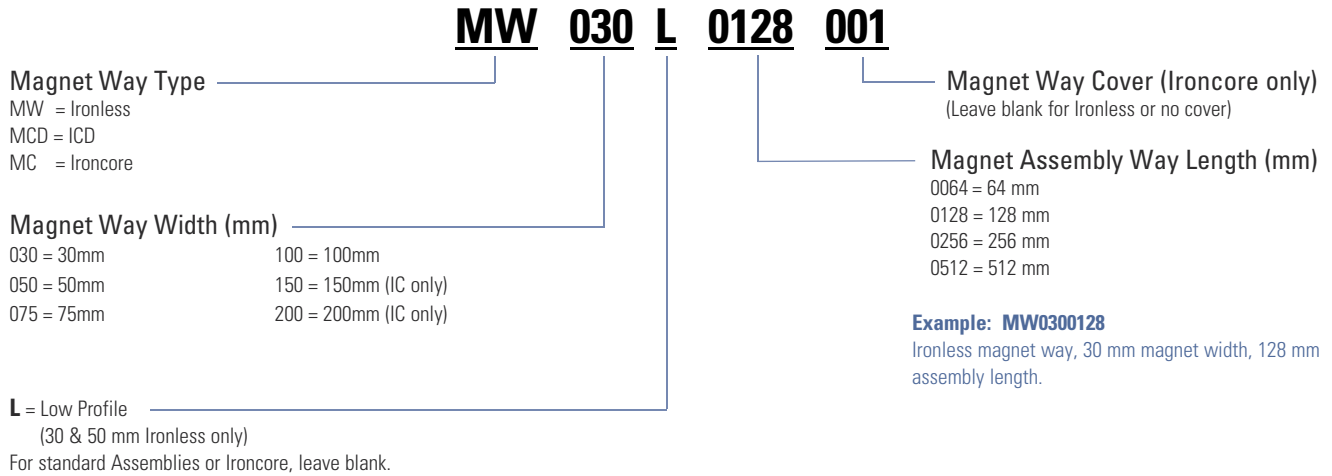 MW 030 L 0128 001
Magnet Way Type
MW = Ironless
MCD = ICD
MC = Ironcore
Magnet Way Width (mm)
030 = 30mm 100 = 100mm
050 = 50mm 150 = 150mm (IC only)
075 = 75mm 200 = 200mm (IC only)
L = Low Profile
(30 & 50 mm Ironless only)
For standard Assemblies or Ironcore, leave blank.
Magnet Way Cover (Ironcore only)
(Leave blank for Ironless or no cover)
Magnet Assembly Way Length (mm)
0064 = 64 mm
0128 = 128 mm
0256 = 256 mm
0512 = 512 mm
Example: MW0300128
Ironless magnet way, 30 mm magnet width, 128 mm
assembly length.